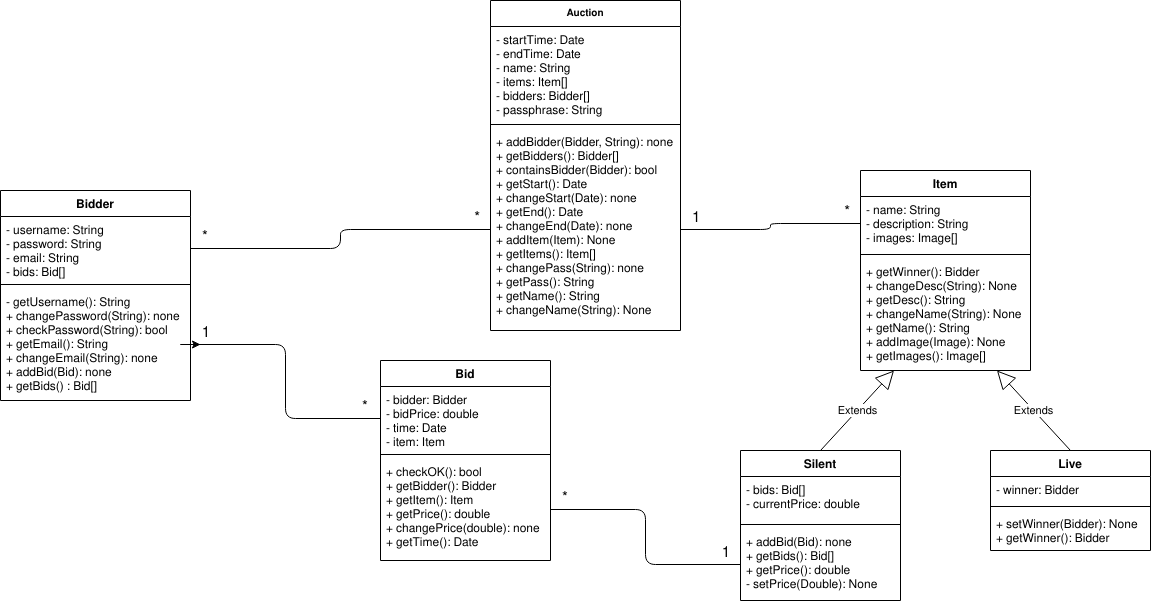 Auction
- startTime: Date
- endTime: Date
- name: String
- items: Item[]
- bidders: Bidder[]
- passphrase: String
+ addBidder(Bidder, String): none
+ getBidders(): Bidder[]
+ containsBidder(Bidder): bool
+ getStart(): Date
+ changeStart(Date): none
+ getEnd(): Date
+ changeEnd(Date): none
+ addItem(Item): None
+ getItems(): Item[]
+ changePass(String): none
+ getPass(): String
+ getName(): String
+ changeName(String): None
Bidder
- username: String
- password: String
- email: String
- bids: Bid[]
- getUsername(): String
+ changePassword(String): none
+ checkPassword(String): bool
+ getEmail(): String
+ changeEmail(String): none
+ addBid(Bid): none
+ getBids() : Bid[]
*
*
1
*
Item
- name: String
- description: String
- images: Image[]
+ getWinner(): Bidder
+ changeDesc(String): None
+ getDesc(): String
+ changeName(String): None
+ getName(): String
+ addImage(Image): None
+ getImages(): Image[]
1
*
Bid
- bidder: Bidder
- bidPrice: double
- time: Date
- item: Item
+ checkOK(): bool
+ getBidder(): Bidder
+ getItem(): Item
+ getPrice(): double
+ changePrice(double): none
+ getTime(): Date
*
1
Extends
Extends
Silent
- bids: Bid[]
- currentPrice: double
+ addBid(Bid): none
+ getBids(): Bid[]
+ getPrice(): double
- setPrice(Double): None
Live
- winner: Bidder
+ setWinner(Bidder): None
+ getWinner(): Bidder